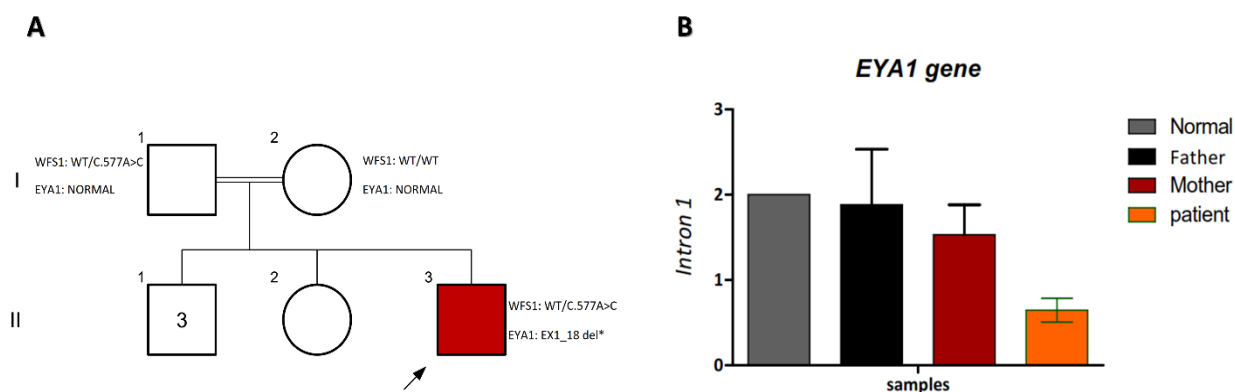 A
1
2
WFS1: WT/C.577A>C
EYA1: NORMAL
WFS1: WT/WT
EYA1: NORMAL
I
1
2
3
3
WFS1: WT/C.577A>C
EYA1: EX1_18 del*
II
B
EYA1 gene
3
2
1
0
Intron 1
samples
Normal
Father
Mother
patient